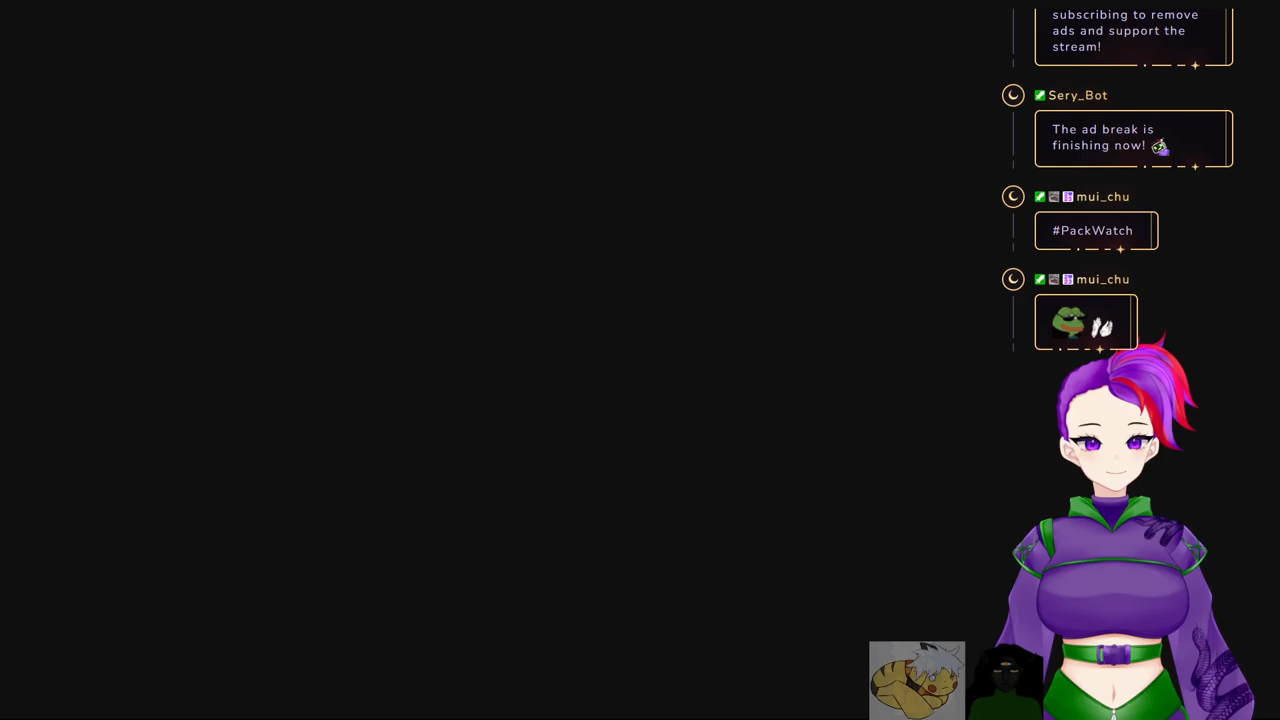 subscribing to remove
ads and support the
stream!
Sery_Bot
The ad break is
finishing now!
mui_chu
#PackWatch
mui_chu